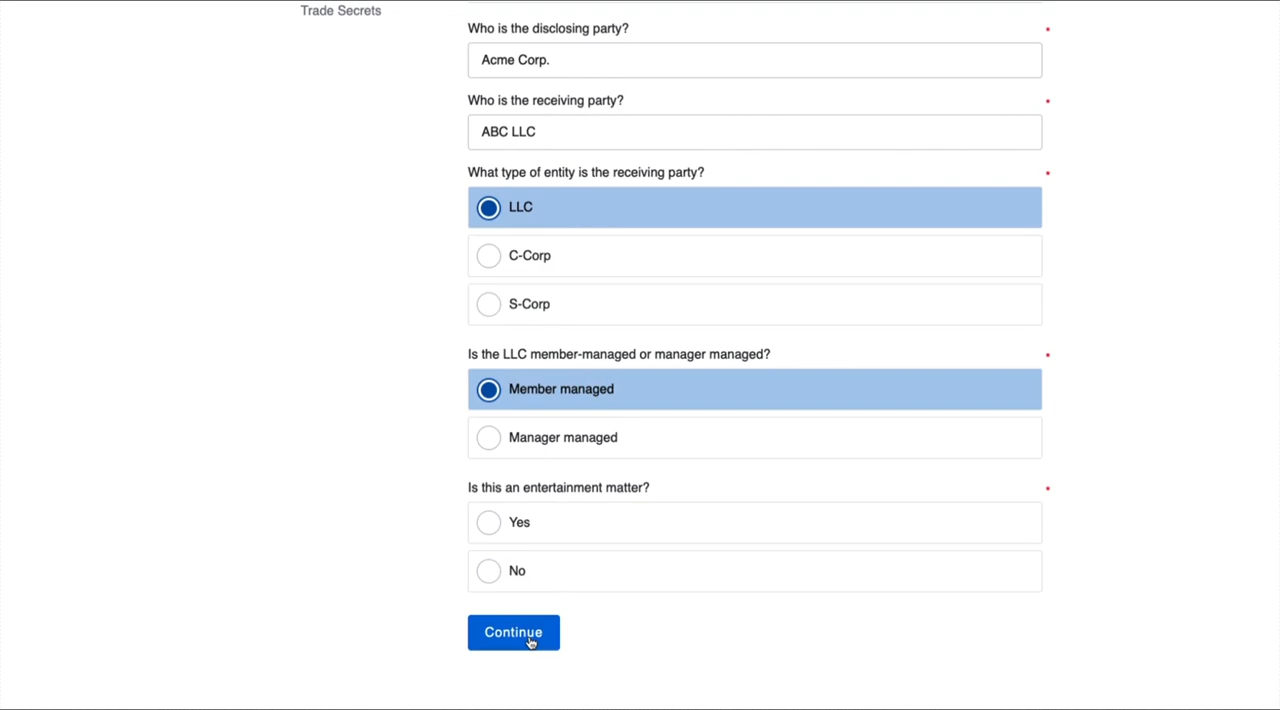 Trade Secrets
Who is the disclosing party?
Acme Corp.
Who is the receiving party?
ABC LLC
What type of entity is the receiving party?
LLC
C-Corp
S-Corp
Is the LLC member-managed or manager managed?
Member managed
Manager managed
Is this an entertainment matter?
Yes
No
Continue